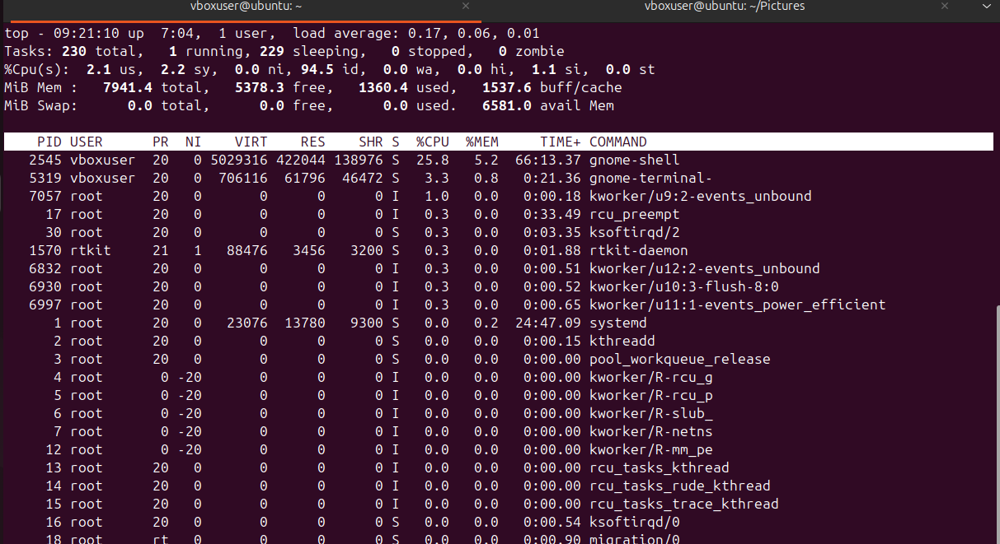 vboxuser@ubuntu: ~ × vboxuser@ubuntu: ~/Pictures ×
top - 09:21:10 up  7:04,  1 user,  load average: 0.17, 0.06, 0.01
Tasks: 230 total,   1 running, 229 sleeping,   0 stopped,   0 zombie
%Cpu(s):  2.1 us,  2.2 sy,  0.0 ni, 94.5 id,  0.0 wa,  0.0 hi,  1.1 si,  0.0 st
MiB Mem :   7941.4 total,   5378.3 free,   1360.4 used,   1537.6 buff/cache
MiB Swap:      0.0 total,      0.0 free,      0.0 used.   6581.0 avail Mem
    PID USER      PR  NI    VIRT    RES    SHR S  %CPU  %MEM     TIME+ COMMAND
   2545 vboxuser  20   0 5029316 422044 138976 S  25.8   5.2  66:13.37 gnome-shell
   5319 vboxuser  20   0  706116  61796  46472 S   3.3   0.8   0:21.36 gnome-terminal-
   7057 root      20   0       0      0      0 I   1.0   0.0   0:00.18 kworker/u9:2-events_unbound
     17 root      20   0       0      0      0 I   0.3   0.0   0:33.49 rcu_preempt
     30 root      20   0       0      0      0 S   0.3   0.0   0:03.35 ksoftirqd/2
   1570 rtkit     21   1   88476   3456   3200 S   0.3   0.0   0:01.88 rtkit-daemon
   6832 root      20   0       0      0      0 I   0.3   0.0   0:00.51 kworker/u12:2-events_unbound
   6930 root      20   0       0      0      0 I   0.3   0.0   0:00.52 kworker/u10:3-flush-8:0
   6997 root      20   0       0      0      0 I   0.3   0.0   0:00.65 kworker/u11:1-events_power_efficient
      1 root      20   0   23076  13780   9300 S   0.0   0.2  24:47.09 systemd
      2 root      20   0       0      0      0 S   0.0   0.0   0:00.15 kthreadd
      3 root      20   0       0      0      0 S   0.0   0.0   0:00.00 pool_workqueue_release
      4 root       0 -20       0      0      0 I   0.0   0.0   0:00.00 kworker/R-rcu_g
      5 root       0 -20       0      0      0 I   0.0   0.0   0:00.00 kworker/R-rcu_p
      6 root       0 -20       0      0      0 I   0.0   0.0   0:00.00 kworker/R-slub_
      7 root       0 -20       0      0      0 I   0.0   0.0   0:00.00 kworker/R-netns
     12 root       0 -20       0      0      0 I   0.0   0.0   0:00.00 kworker/R-mm_pe
     13 root      20   0       0      0      0 I   0.0   0.0   0:00.00 rcu_tasks_kthread
     14 root      20   0       0      0      0 I   0.0   0.0   0:00.00 rcu_tasks_rude_kthread
     15 root      20   0       0      0      0 I   0.0   0.0   0:00.00 rcu_tasks_trace_kthread
     16 root      20   0       0      0      0 S   0.0   0.0   0:00.54 ksoftirqd/0
     18 root      rt   0       0      0      0 S   0.0   0.0   0:00.90 migration/0